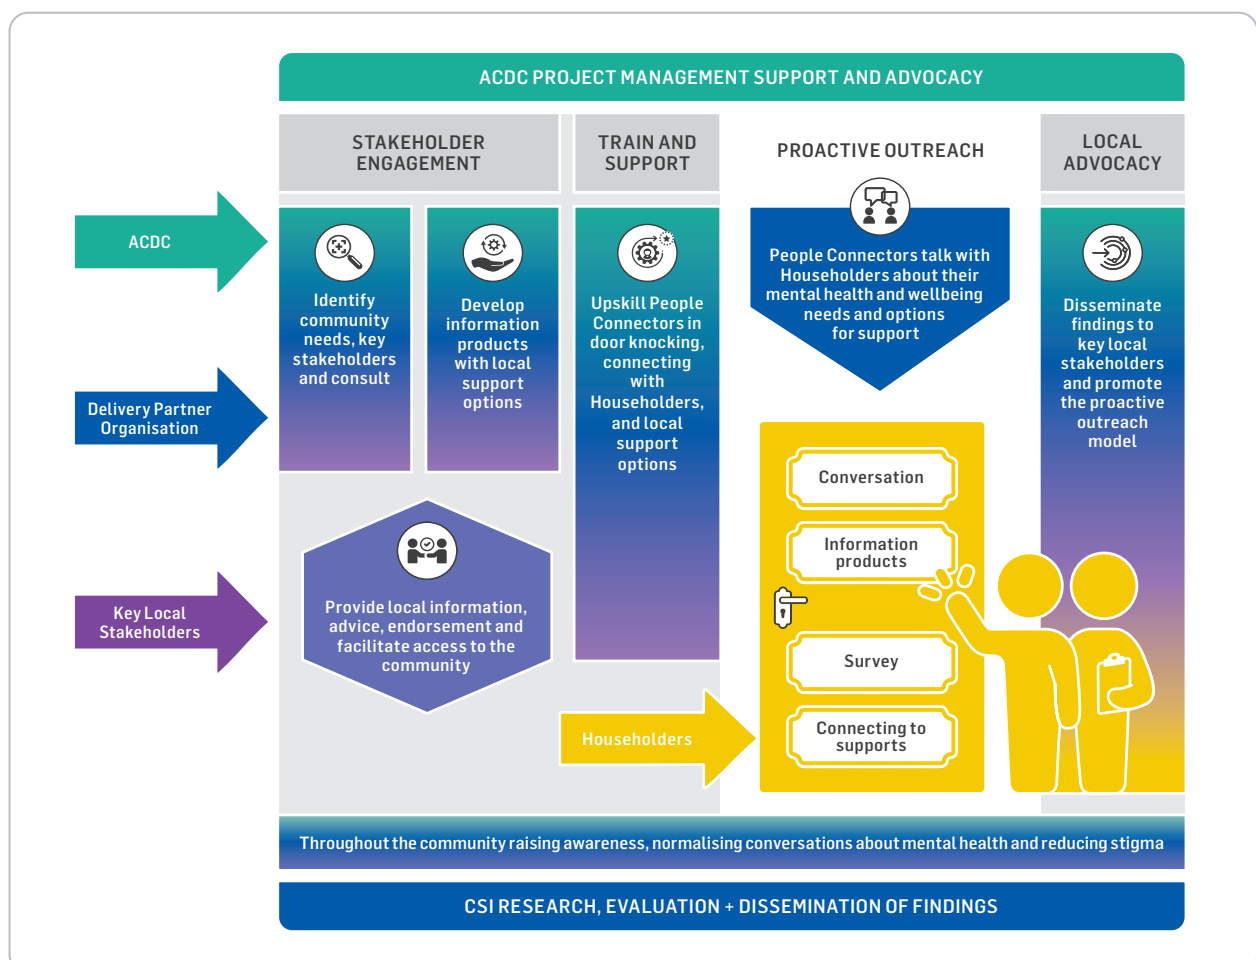 ACDC PROJECT MANAGEMENT SUPPORT AND ADVOCACY
STAKEHOLDER
ENGAGEMENT
TRAIN AND
SUPPORT
PROACTIVE OUTREACH
LOCAL
ADVOCACY
ACDC
Delivery Partner
Organisation
Key Local
Stakeholders
Identify
community
needs, key
stakeholders
and consult
Develop
information
products
with local
support
options
Provide local information,
advice, endorsement and
facilitate access to the
community
Upskill People
Connectors in
door knocking,
connecting
with
Householders,
and local
support
options
People Connectors talk with
Householders about their
mental health and wellbeing
needs and options
for support
Householders
Conversation
Information
products
Survey
Connecting to
supports
Disseminate
findings to
key local
stakeholders
and promote
the proactive
outreach
model
Throughout the community raising awareness, normalising conversations about mental health and reducing stigma
CSI RESEARCH, EVALUATION + DISSEMINATION OF FINDINGS